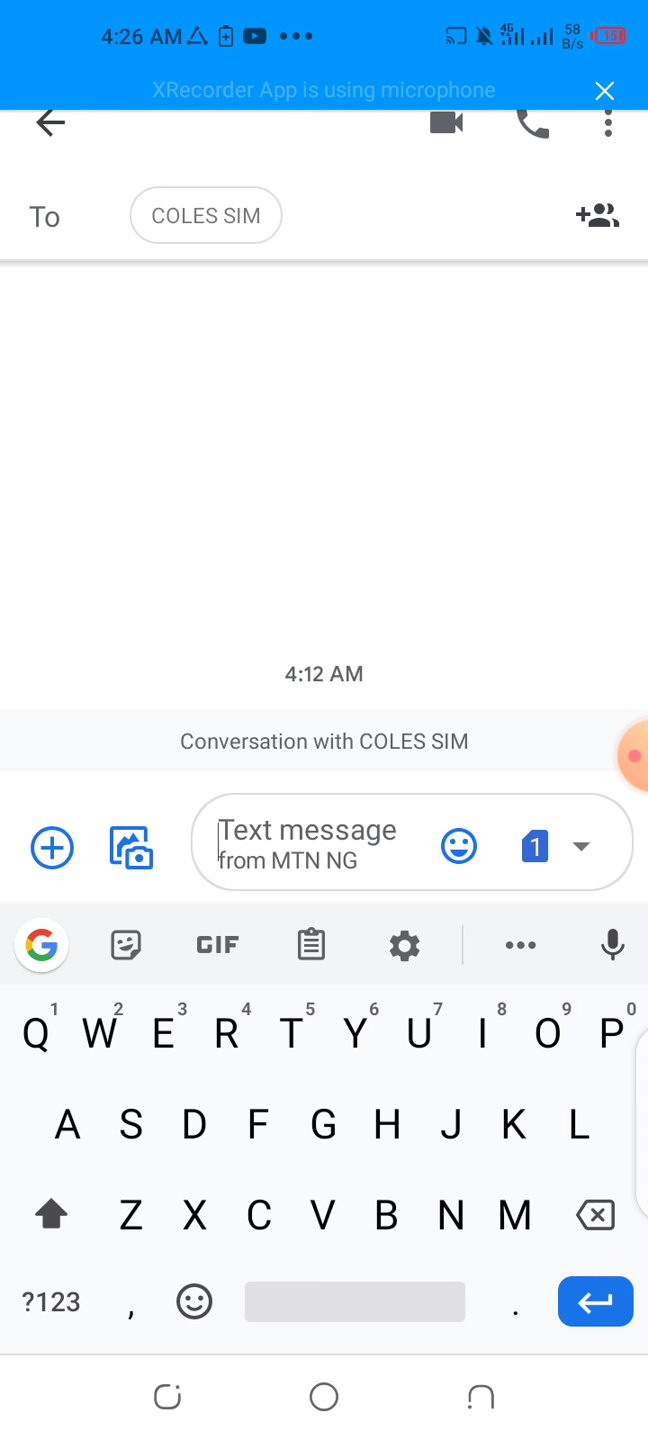 4:26 AM
4G
58
B/s
15
XRecorder App is using microphone
To
COLES SIM
4:12 AM
Conversation with COLES SIM
Text message
from MTN NG
1
G
GIF
1 2 3 4 5 6 7 8 9 0
Q W E R T Y U I O P
A S D F G H J K L
Z X C V B N M
?123 , .